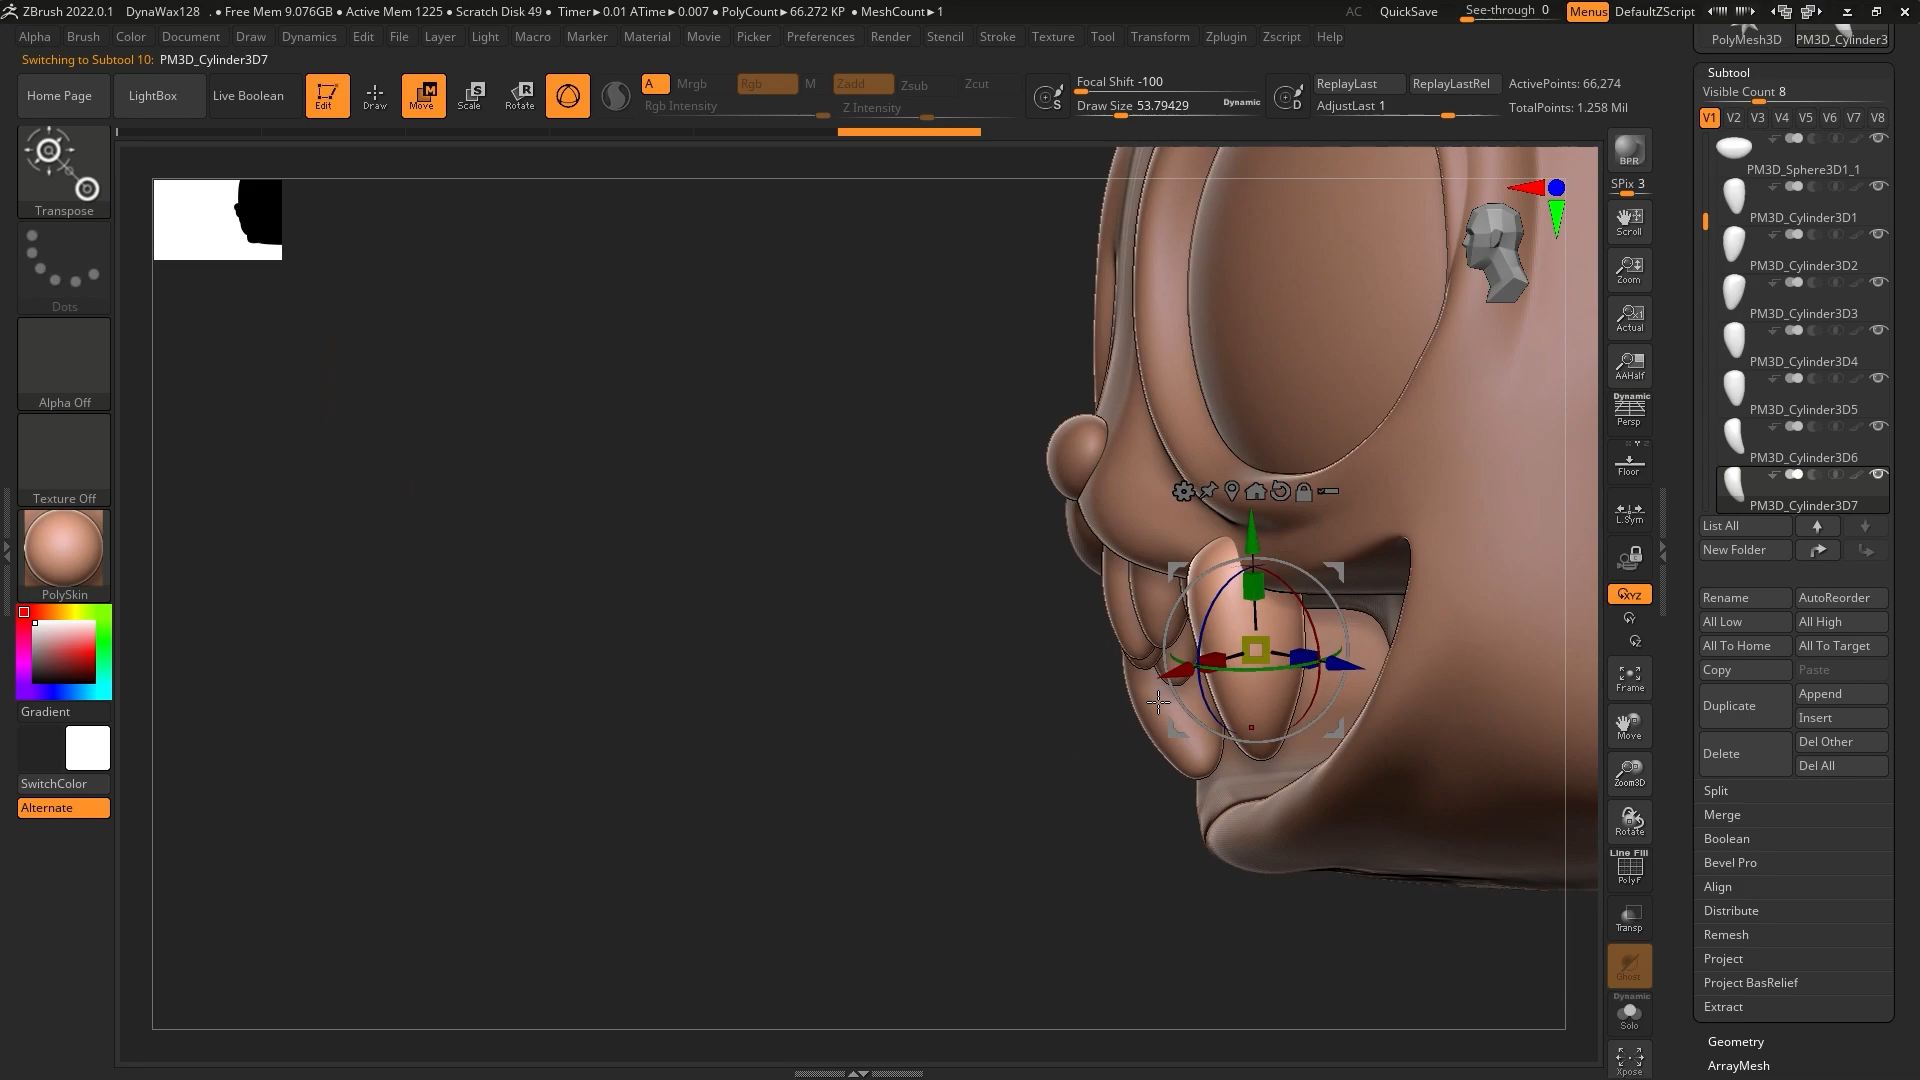 ZBrush 2022.0.1 DynaWax128 . ● Free Mem 9.076GB ● Active Mem 1225 ● Scratch Disk 49 ● Timer►0.01 ATime►0.007 ● PolyCount►66.272 KP ● MeshCount►1 AC QuickSave See-through 0 Menus DefaultZScript
Alpha Brush Color Document Draw Dynamics Edit File Layer Light Macro Marker Material Movie Picker Preferences Render Stencil Stroke Texture Tool Transform Zplugin Zscript Help
PolyMesh3D PM3D_Cylinder3
Switching to Subtool 10: PM3D_Cylinder3D7
Home Page LightBox Live Boolean Edit Draw Move Scale Rotate
A Mrgb Rgb M Zadd Zsub Zcut
Rgb Intensity Z Intensity
Focal Shift -100
Draw Size 53.79429 Dynamic
ReplayLast ReplayLastRel ActivePoints: 66,274
AdjustLast 1 TotalPoints: 1.258 Mil
Transpose
Dots
Alpha Off
Texture Off
PolySkin
Gradient
SwitchColor
Alternate
BPR
SPix 3
Scroll
Zoom
Actual
AAHalf
Dynamic
Persp
Floor
L.Sym
XYZ
Y
Z
Frame
Move
Zoom3D
Rotate
Line Fill
PolyF
Transp
Ghost
Dynamic
Solo
Xpose
Subtool
Visible Count 8
V1 V2 V3 V4 V5 V6 V7 V8
PM3D_Sphere3D1_1
PM3D_Cylinder3D1
PM3D_Cylinder3D2
PM3D_Cylinder3D3
PM3D_Cylinder3D4
PM3D_Cylinder3D5
PM3D_Cylinder3D6
PM3D_Cylinder3D7
List All
New Folder
Rename AutoReorder
All Low All High
All To Home All To Target
Copy Paste
Duplicate Append
Insert
Delete Del Other
Del All
Split
Merge
Boolean
Bevel Pro
Align
Distribute
Remesh
Project
Project BasRelief
Extract
Geometry
ArrayMesh